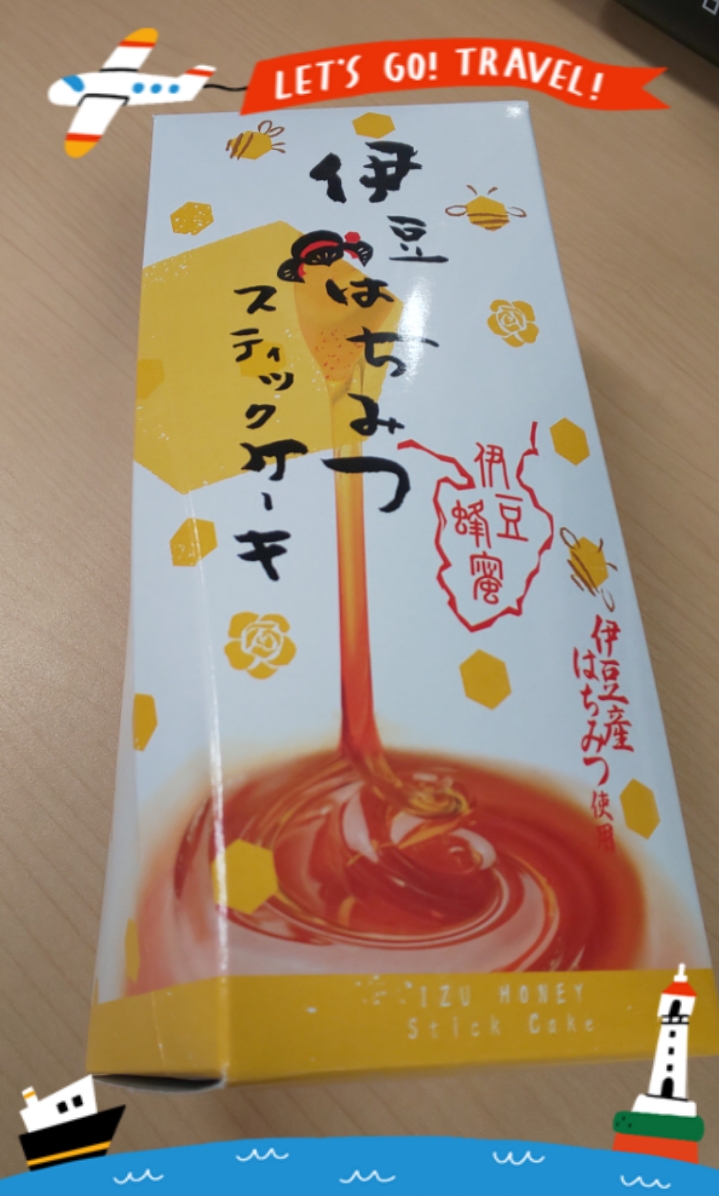 LET'S GO! TRAVEL!
伊豆はちみつ
スティックケーキ
伊豆
蜂蜜
伊豆産
はちみつ使用
IZU HONEY
Stick Cake